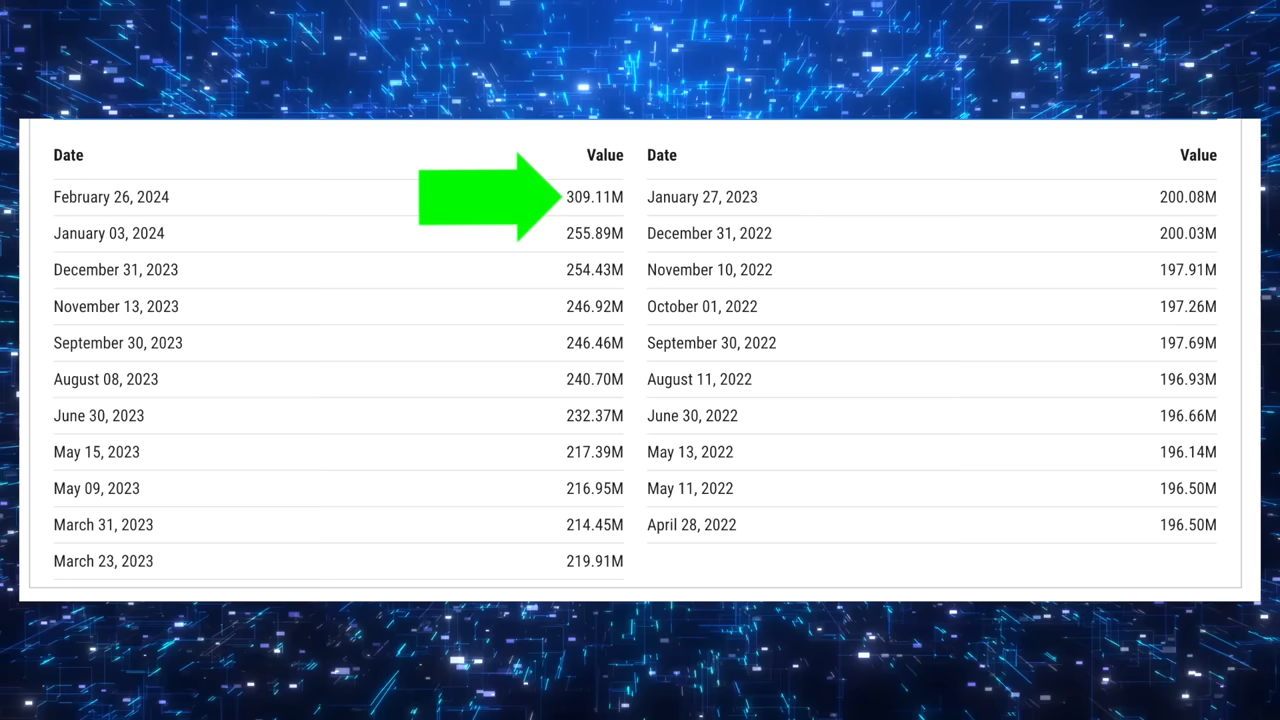 Date Value Date Value
February 26, 2024 309.11M January 27, 2023 200.08M
January 03, 2024 255.89M December 31, 2022 200.03M
December 31, 2023 254.43M November 10, 2022 197.91M
November 13, 2023 246.92M October 01, 2022 197.26M
September 30, 2023 246.46M September 30, 2022 197.69M
August 08, 2023 240.70M August 11, 2022 196.93M
June 30, 2023 232.37M June 30, 2022 196.66M
May 15, 2023 217.39M May 13, 2022 196.14M
May 09, 2023 216.95M May 11, 2022 196.50M
March 31, 2023 214.45M April 28, 2022 196.50M
March 23, 2023 219.91M